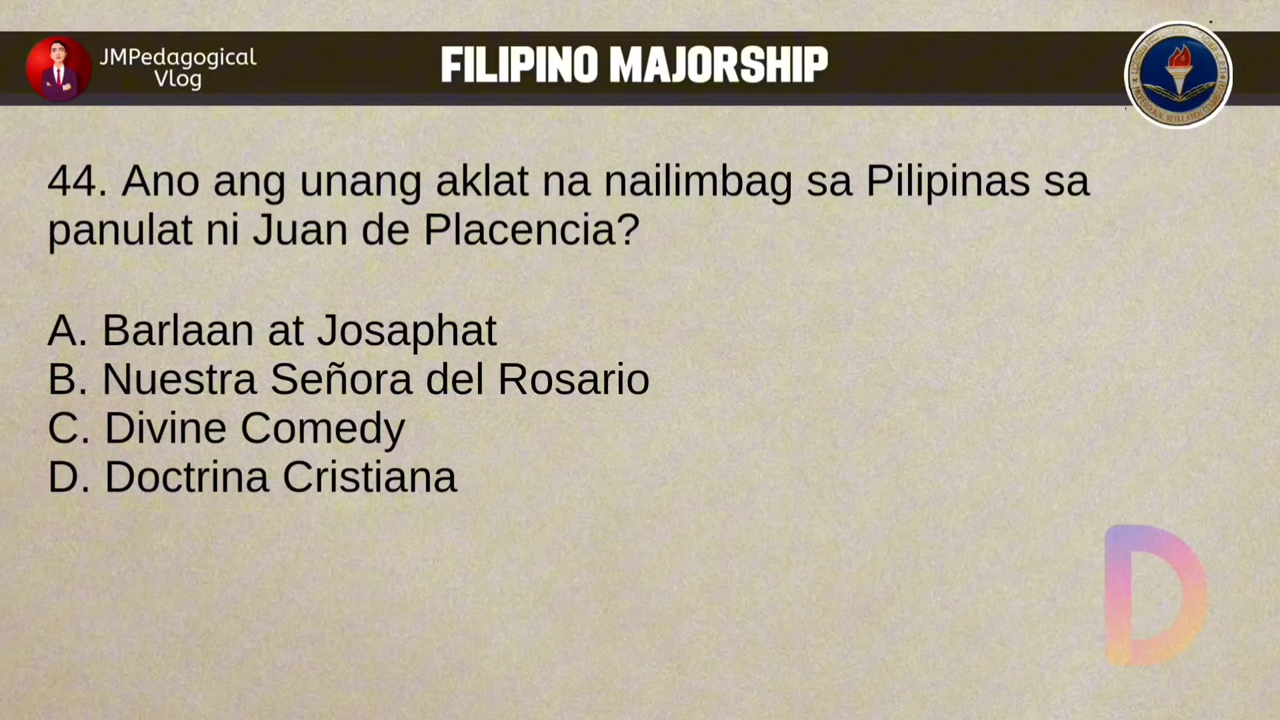 JMPedagogical
Vlog
FILIPINO MAJORSHIP
44. Ano ang unang aklat na nailimbag sa Pilipinas sa
panulat ni Juan de Placencia?
A. Barlaan at Josaphat
B. Nuestra Señora del Rosario
C. Divine Comedy
D. Doctrina Cristiana
D